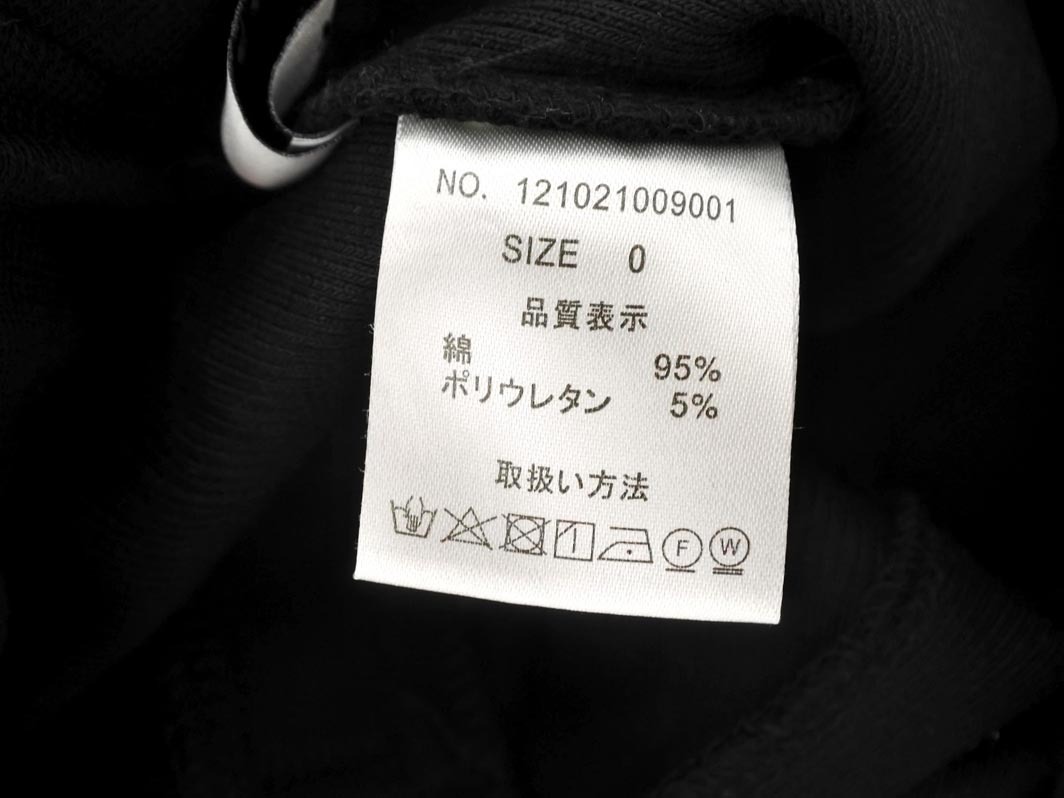 NO. 121021009001
SIZE 0
品質表示
綿 95%
ポリウレタン 5%
取扱い方法
F W